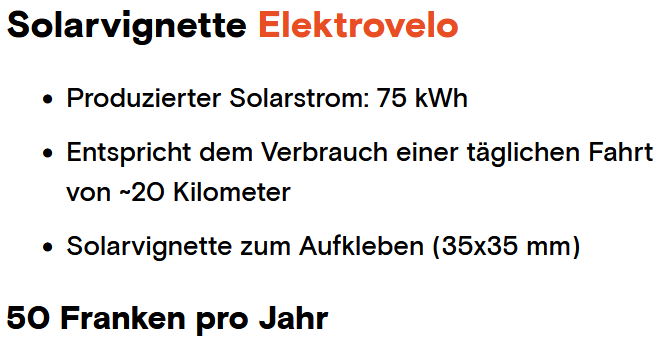 Solarvignette Elektrovelo
• Produzierter Solarstrom: 75 kWh
• Entspricht dem Verbrauch einer täglichen Fahrt
von ~20 Kilometer
• Solarvignette zum Aufkleben (35x35 mm)
50 Franken pro Jahr